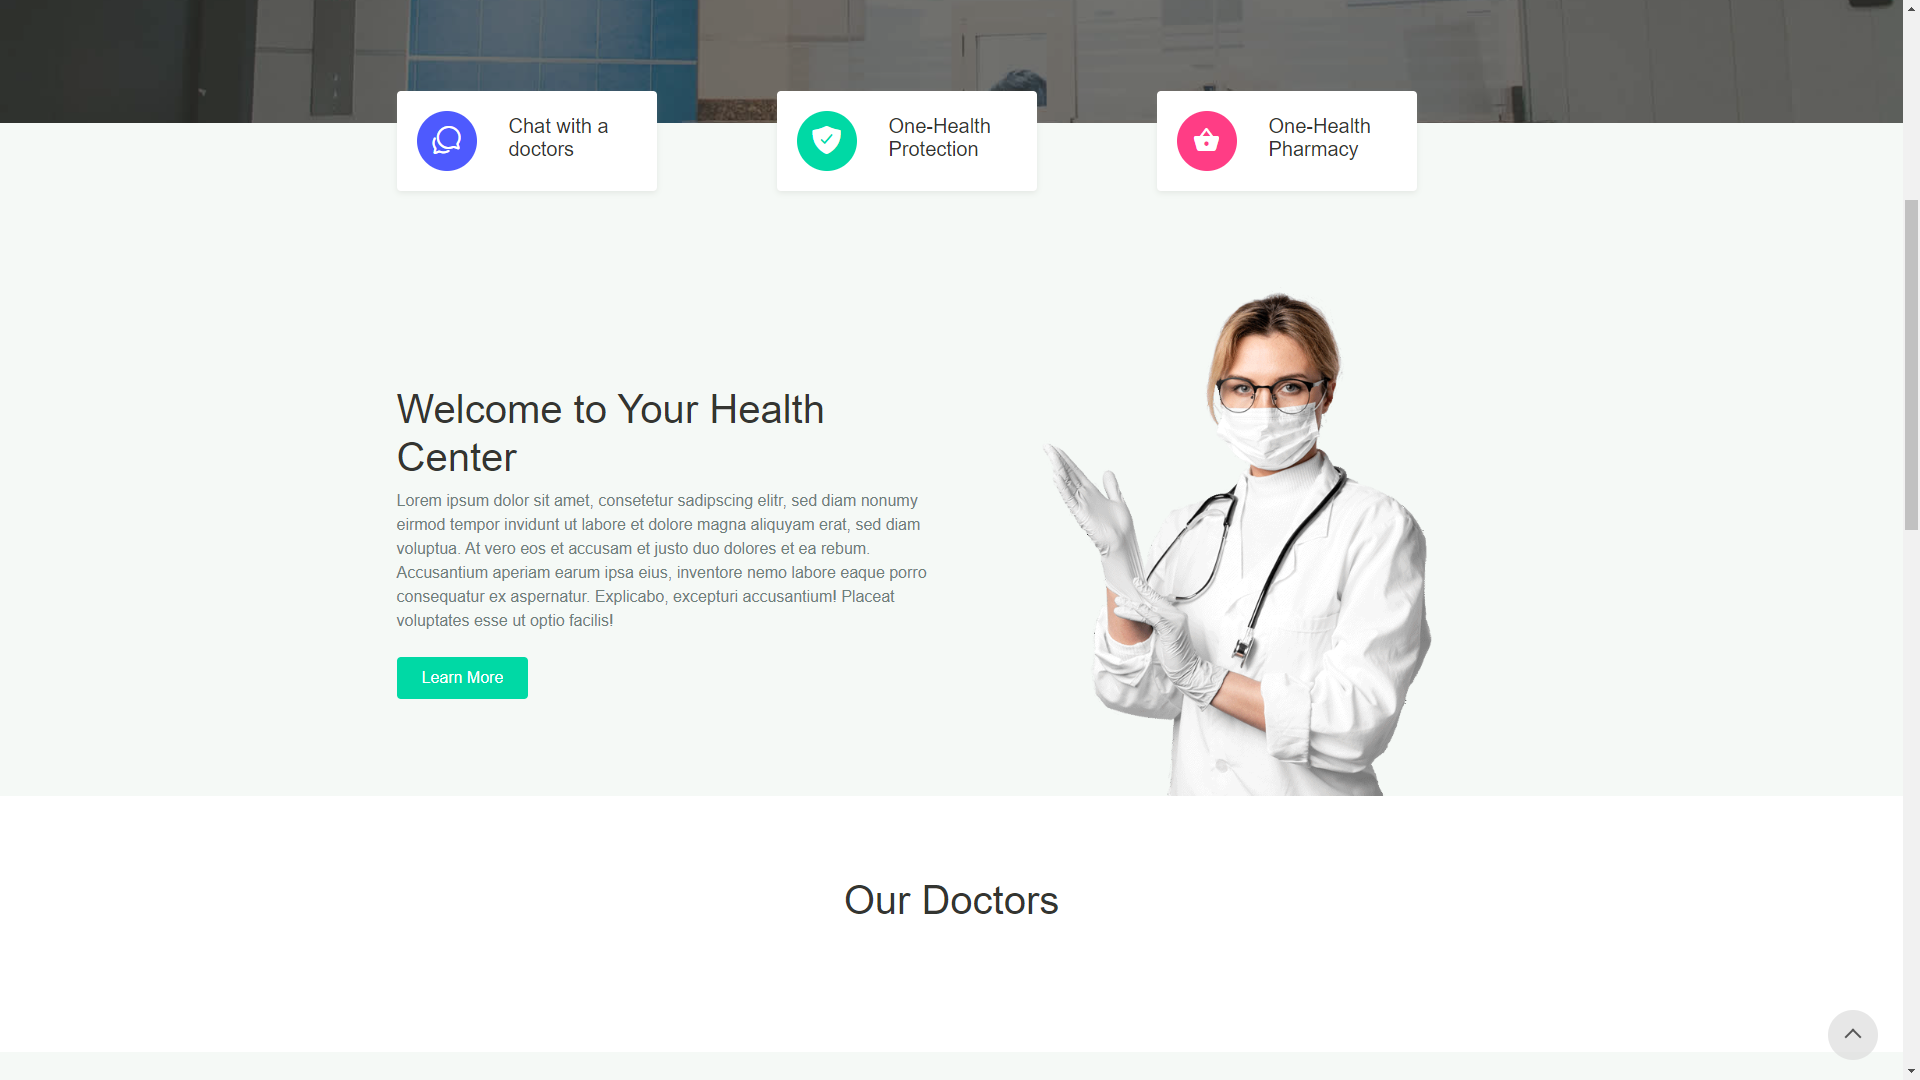 Chat with a
doctors
One-Health
Protection
One-Health
Pharmacy
Welcome to Your Health
Center
Lorem ipsum dolor sit amet, consetetur sadipscing elitr, sed diam nonumy
eirmod tempor invidunt ut labore et dolore magna aliquyam erat, sed diam
voluptua. At vero eos et accusam et justo duo dolores et ea rebum.
Accusantium aperiam earum ipsa eius, inventore nemo labore eaque porro
consequatur ex aspernatur. Explicabo, excepturi accusantium! Placeat
voluptates esse ut optio facilis!
Learn More
Our Doctors